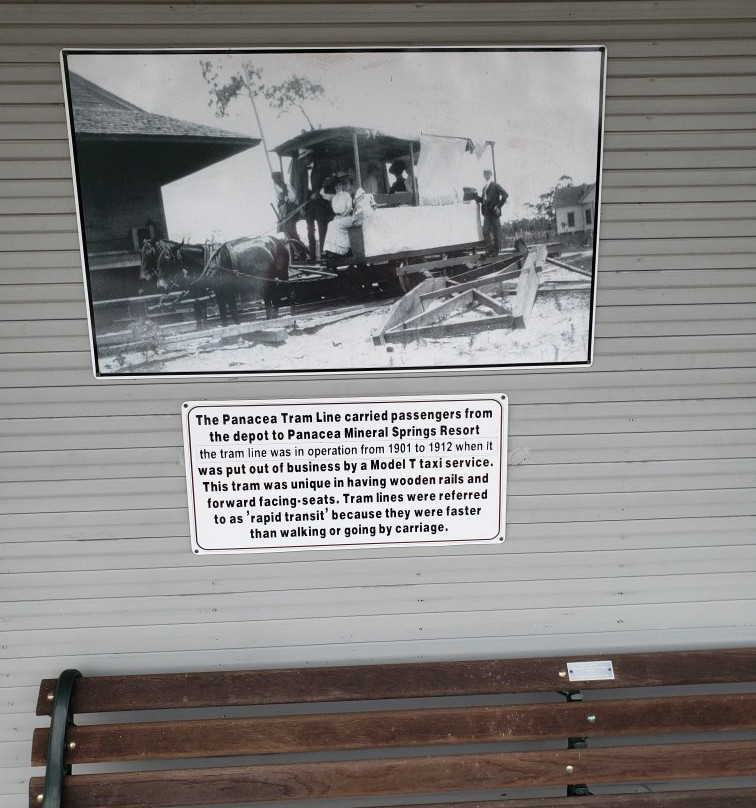 The Panacea Tram Line carried passengers from
the depot to Panacea Mineral Springs Resort
the tram line was in operation from 1901 to 1912 when it
was put out of business by a Model T taxi service.
This tram was unique in having wooden rails and
forward facing-seats. Tram lines were referred
to as 'rapid transit' because they were faster
than walking or going by carriage.